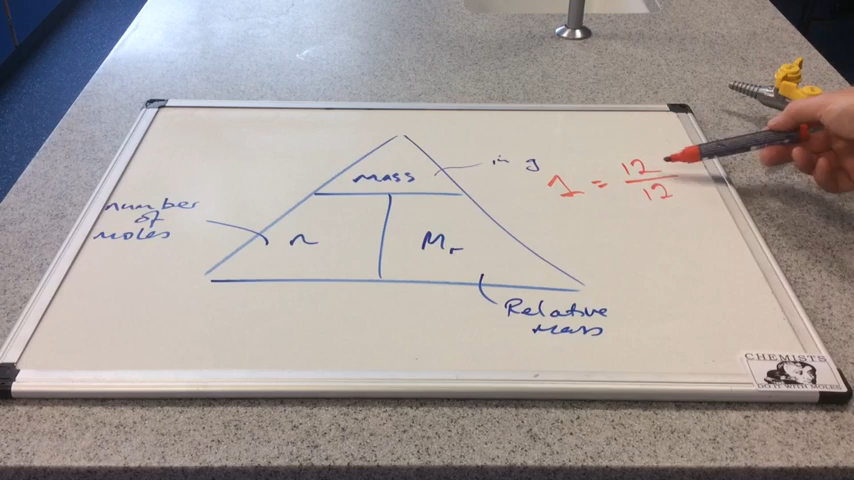 mass
in g
1 = 12
12
number
of
moles
n
Mr
Relative
Mass
CHEMISTS
DO IT WITH MOLES